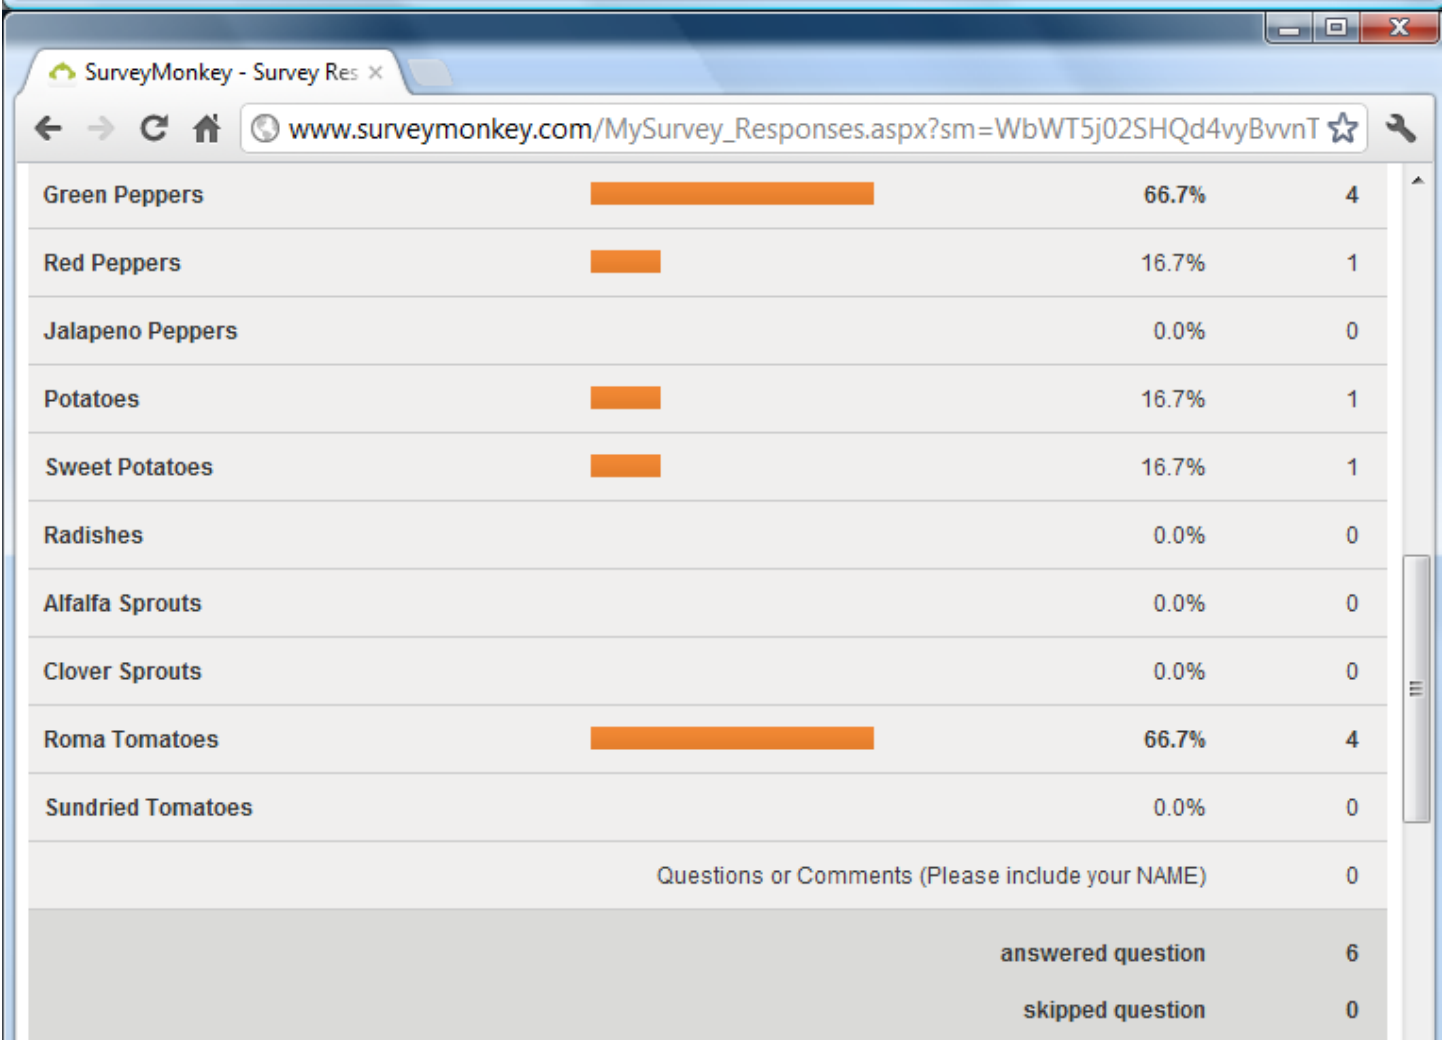 SurveyMonkey - Survey Res
www.surveymonkey.com/MySurvey_Responses.aspx?sm=WbWT5j02SHQd4vyBvvnT
Green Peppers 66.7% 4
Red Peppers 16.7% 1
Jalapeno Peppers 0.0% 0
Potatoes 16.7% 1
Sweet Potatoes 16.7% 1
Radishes 0.0% 0
Alfalfa Sprouts 0.0% 0
Clover Sprouts 0.0% 0
Roma Tomatoes 66.7% 4
Sundried Tomatoes 0.0% 0
Questions or Comments (Please include your NAME) 0
answered question 6
skipped question 0